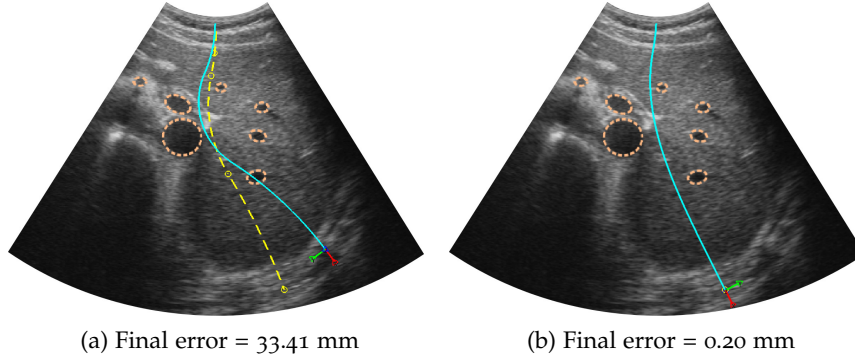 (a) Final error = 33.41 mm
(b) Final error = 0.20 mm